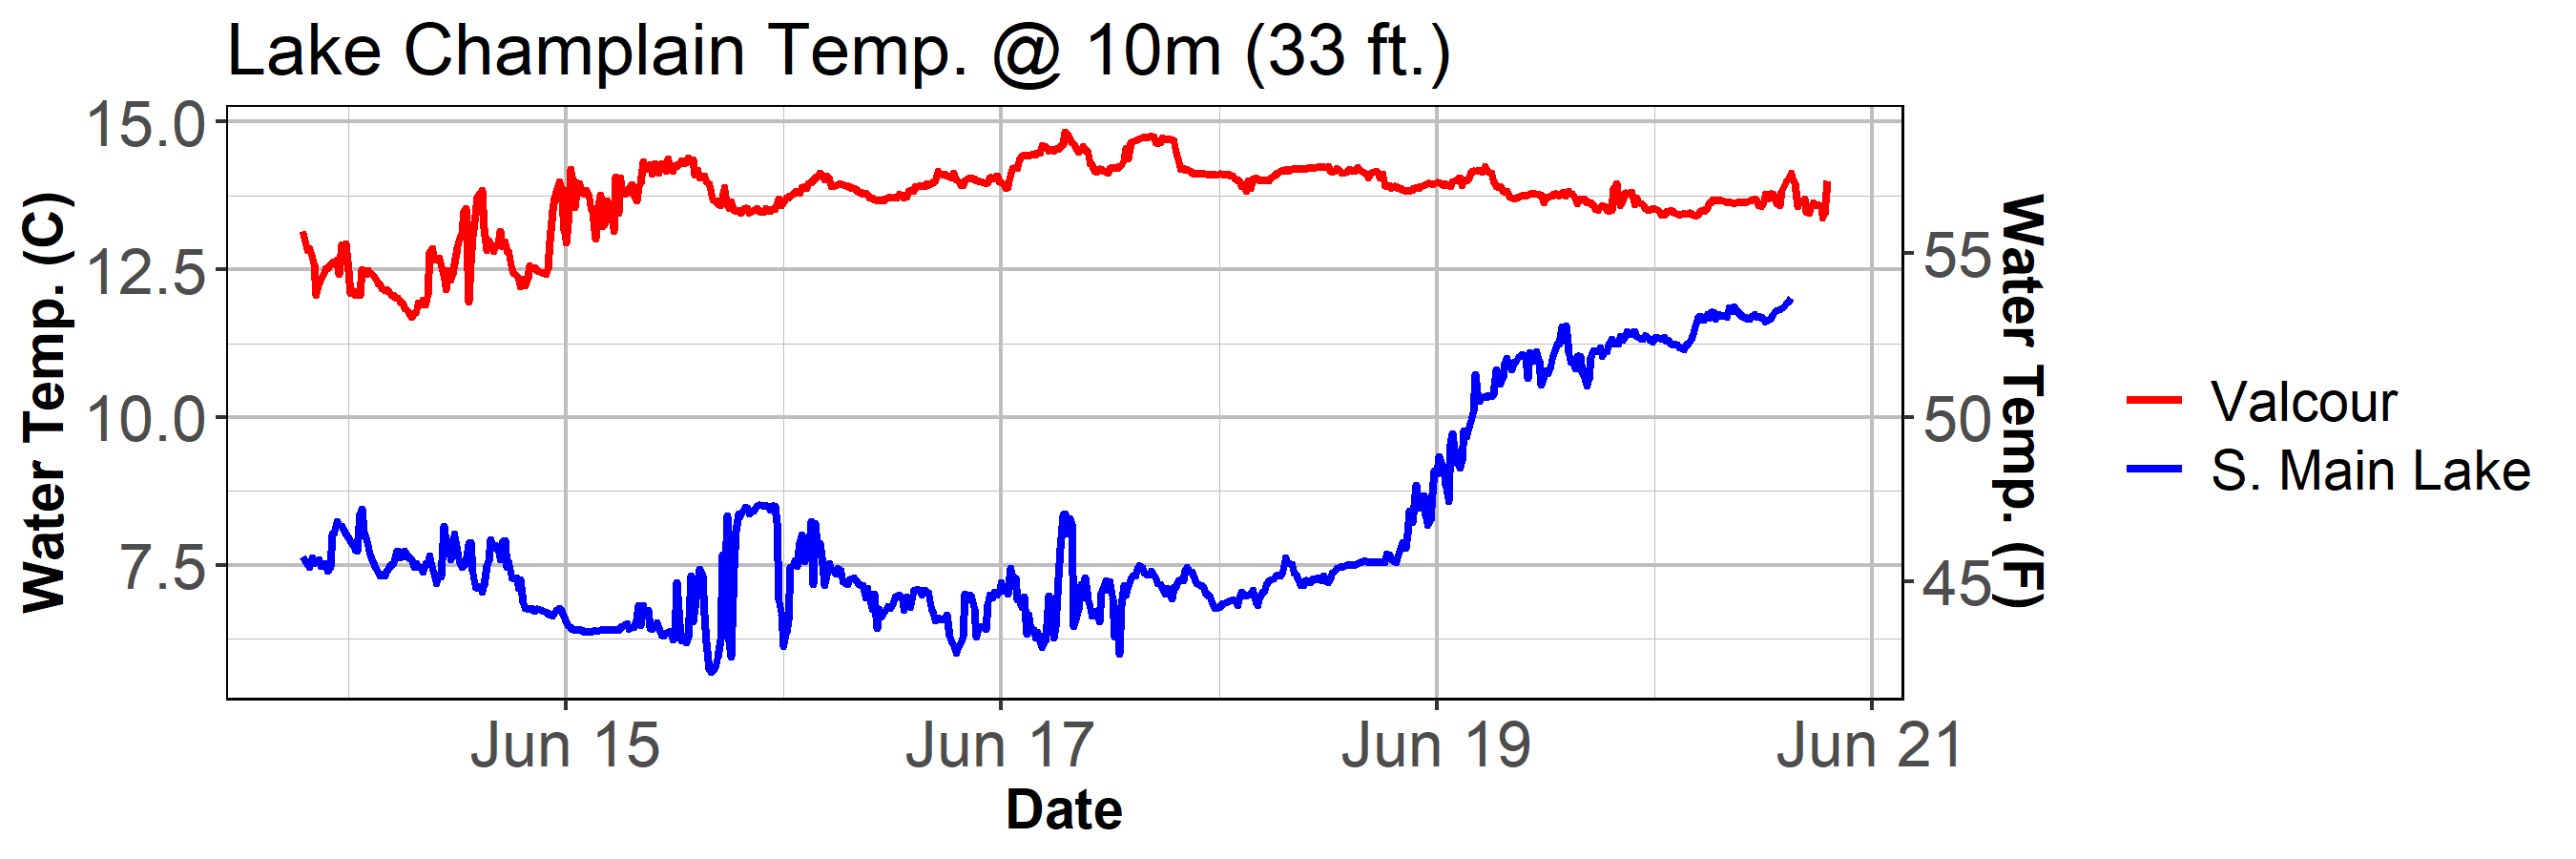 Lake Champlain Temp. @ 10m (33 ft.)
Water Temp. (C)
15.0
12.5
10.0
7.5
55
50
45
Water Temp. (F)
Jun 15
Jun 17
Jun 19
Jun 21
Date
Valcour
S. Main Lake